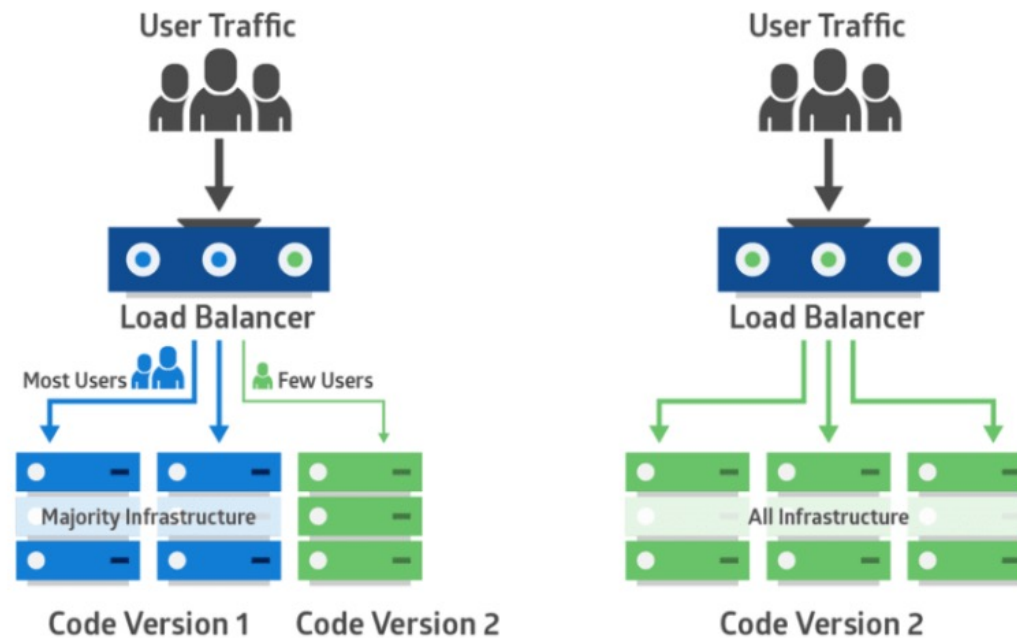 User Traffic
Load Balancer
Most Users
Few Users
Majority Infrastructure
Code Version 1
Code Version 2
User Traffic
Load Balancer
All Infrastructure
Code Version 2